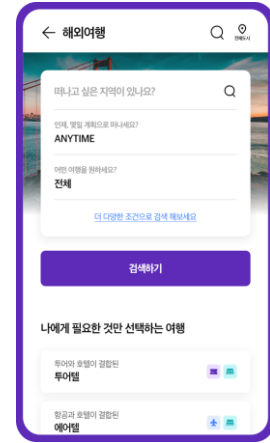 해외여행
전체도시
떠나고 싶은 지역이 있나요?
언제, 몇일 계획으로 떠나세요?
ANYTIME
어떤 여행을 원하세요?
전체
더 다양한 조건으로 검색 해보세요
검색하기
나에게 필요한 것만 선택하는 여행
투어와 호텔이 결합된
투어텔
항공과 호텔이 결합된
에어텔